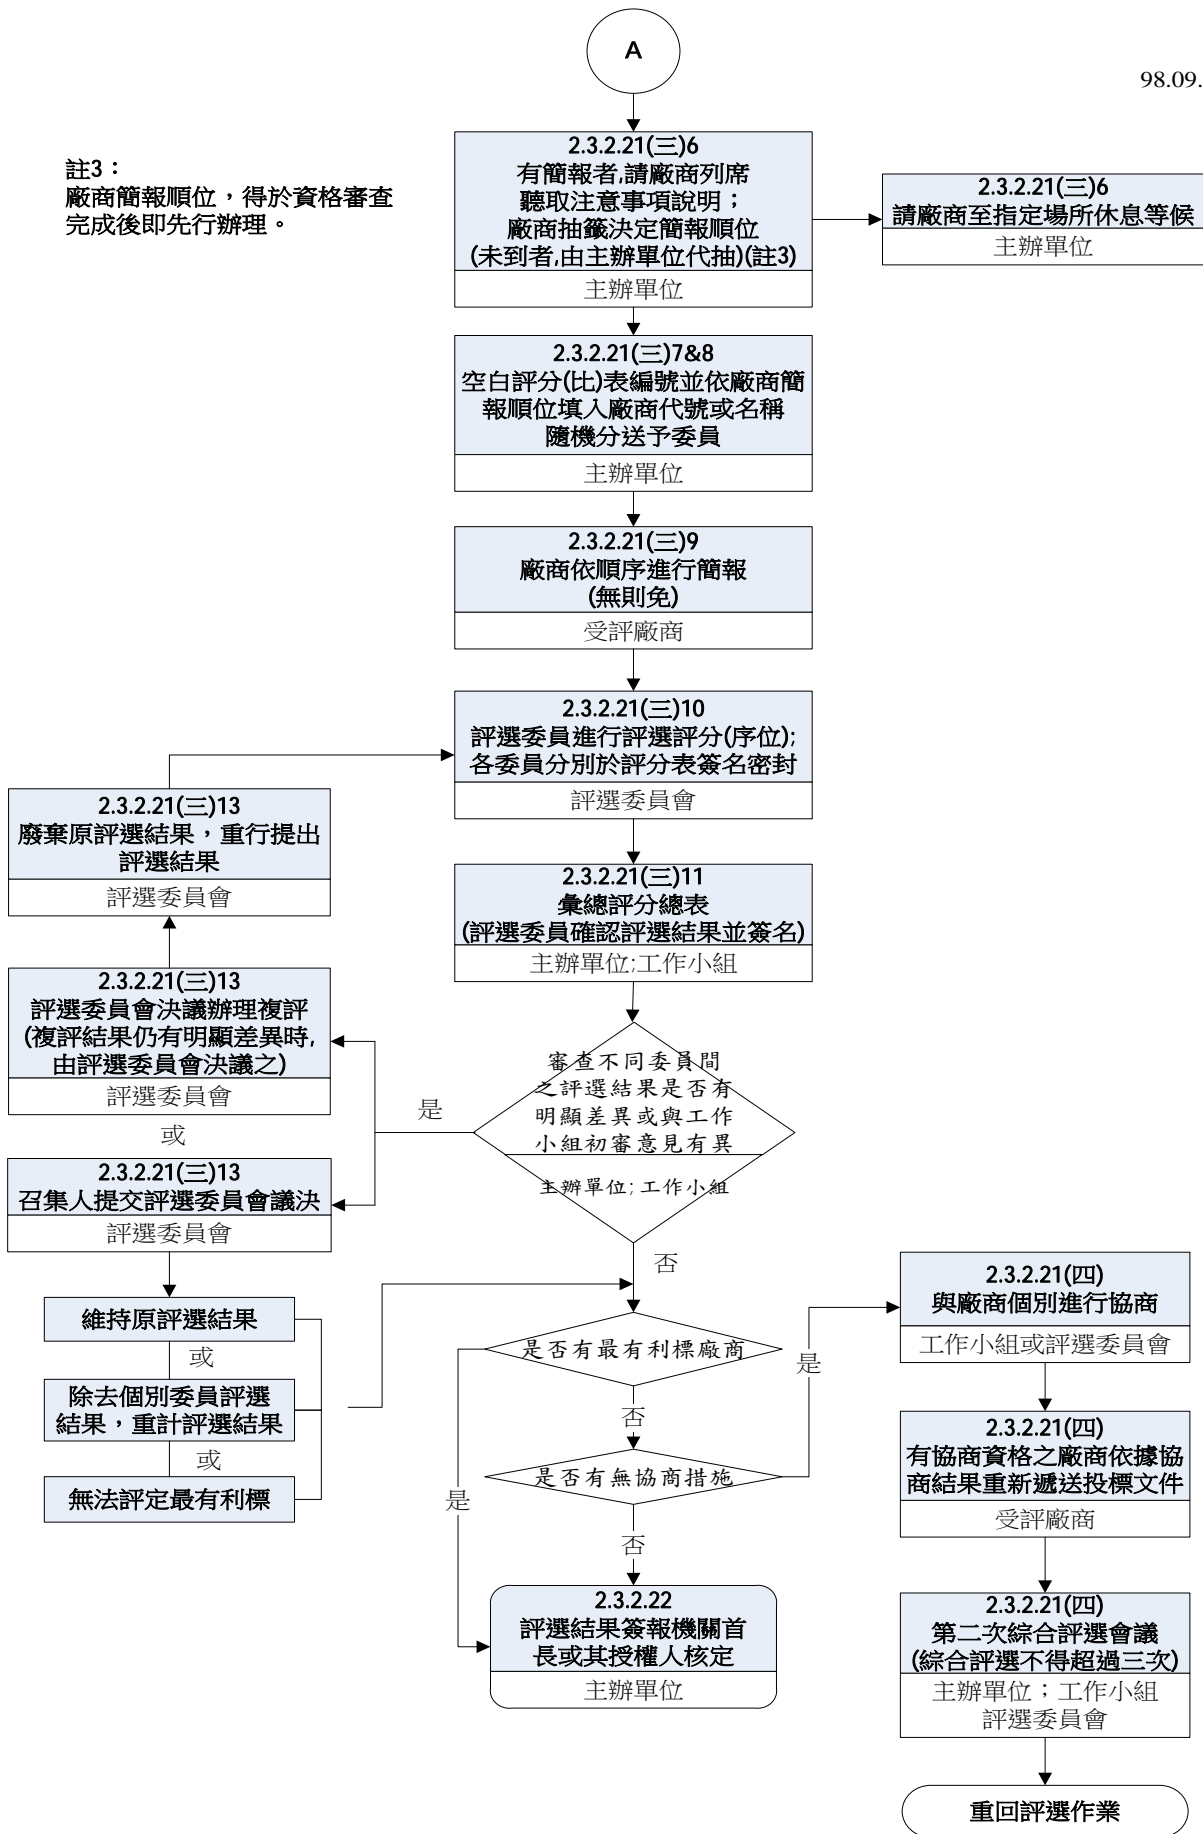 A
98.09.
註3：
廠商簡報順位，得於資格審查
完成後即先行辦理。
2.3.2.21(三)6
有簡報者,請廠商列席
聽取注意事項說明；
廠商抽籤決定簡報順位
(未到者,由主辦單位代抽)(註3)
主辦單位
2.3.2.21(三)6
請廠商至指定場所休息等候
主辦單位
2.3.2.21(三)7&8
空白評分(比)表編號並依廠商簡
報順位填入廠商代號或名稱
隨機分送予委員
主辦單位
2.3.2.21(三)9
廠商依順序進行簡報
(無則免)
受評廠商
2.3.2.21(三)10
評選委員進行評選評分(序位);
各委員分別於評分表簽名密封
評選委員會
2.3.2.21(三)13
廢棄原評選結果，重行提出
評選結果
評選委員會
2.3.2.21(三)11
彙總評分總表
(評選委員確認評選結果並簽名)
主辦單位;工作小組
2.3.2.21(三)13
評選委員會決議辦理複評
(複評結果仍有明顯差異時,
由評選委員會決議之)
評選委員會
或
是
審查不同委員間
之評選結果是否有
明顯差異或與工作
小組初審意見有異
主辦單位;工作小組
2.3.2.21(三)13
召集人提交評選委員會議決
評選委員會
否
維持原評選結果
或
除去個別委員評選
結果，重計評選結果
或
無法評定最有利標
是否有最有利標廠商
是
否
是否有無協商措施
是
否
2.3.2.22
評選結果簽報機關首
長或其授權人核定
主辦單位
2.3.2.21(四)
與廠商個別進行協商
工作小組或評選委員會
2.3.2.21(四)
有協商資格之廠商依據協
商結果重新遞送投標文件
受評廠商
2.3.2.21(四)
第二次綜合評選會議
(綜合評選不得超過三次)
主辦單位；工作小組
評選委員會
重回評選作業